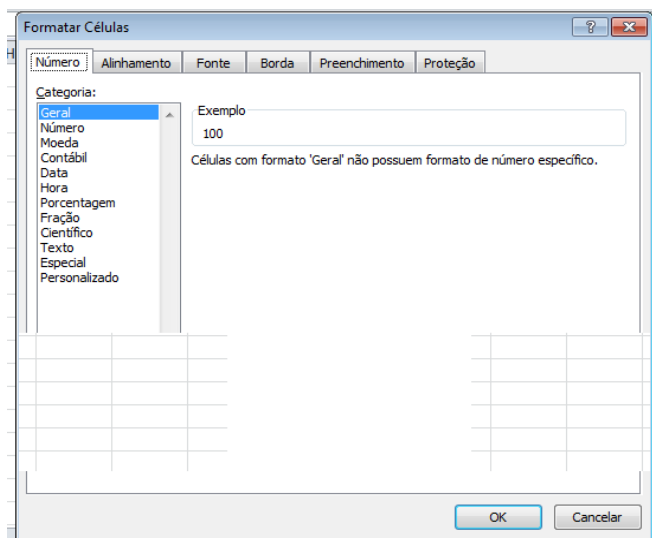 Formatar Células
H
Número Alinhamento Fonte Borda Preenchimento Proteção
Categoria:
Geral
Número
Moeda
Contábil
Data
Hora
Porcentagem
Fração
Científico
Texto
Especial
Personalizado
Exemplo
100
Células com formato 'Geral' não possuem formato de número específico.
OK Cancelar